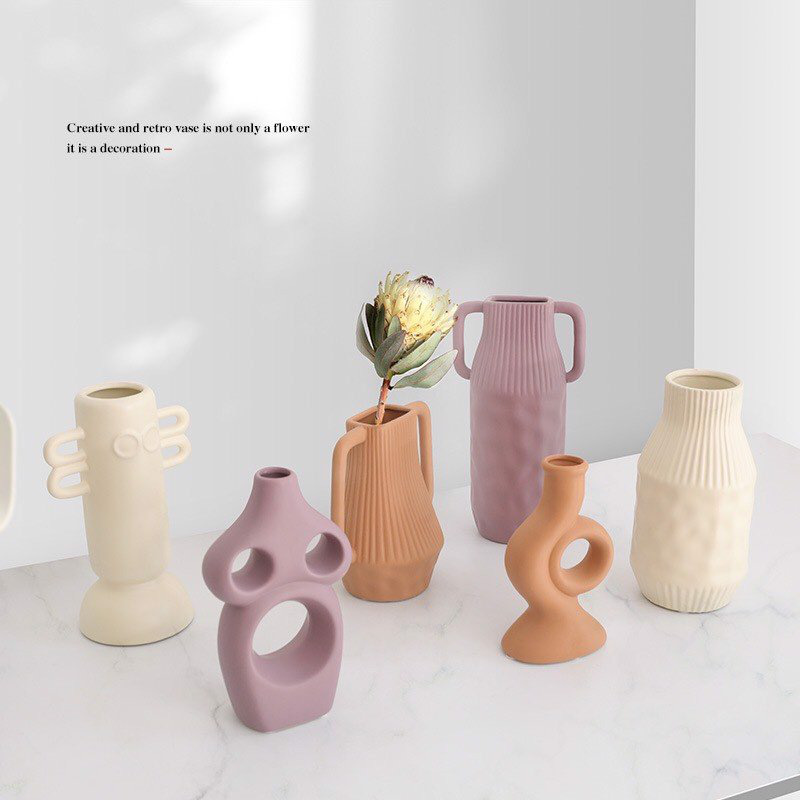 Creative and retro vase is not only a flower
it is a decoration –